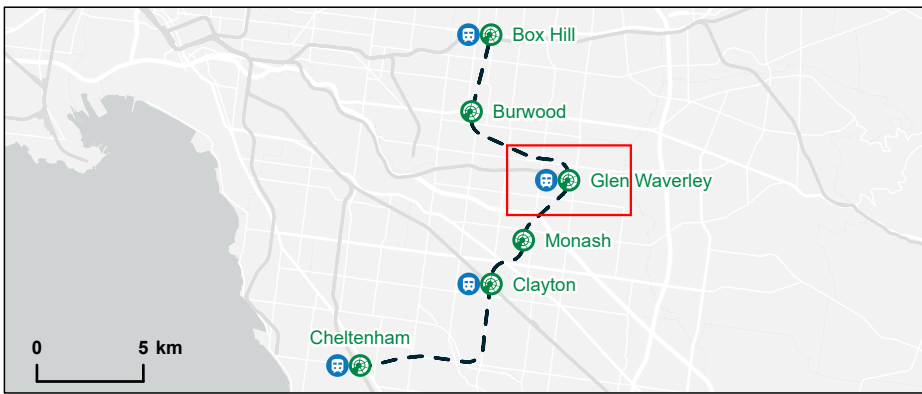 Box Hill
Burwood
Glen Waverley
Monash
Clayton
Cheltenham
0 5 km